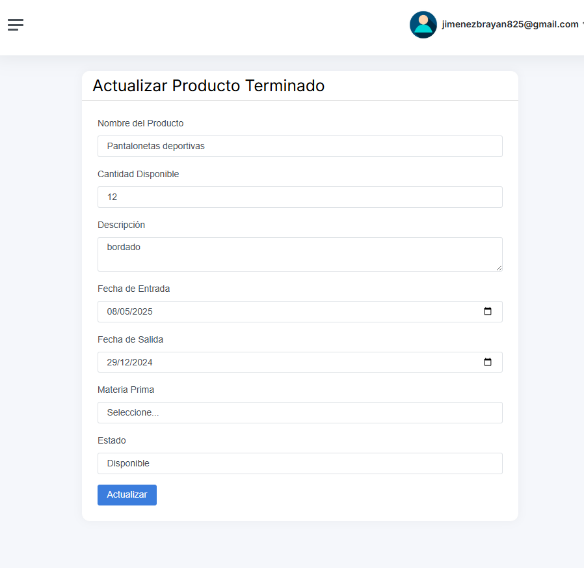 jimenezbrayan825@gmail.com
Actualizar Producto Terminado
Nombre del Producto
Pantalonetas deportivas
Cantidad Disponible
12
Descripción
bordado
Fecha de Entrada
08/05/2025
Fecha de Salida
29/12/2024
Materia Prima
Seleccione...
Estado
Disponible
Actualizar